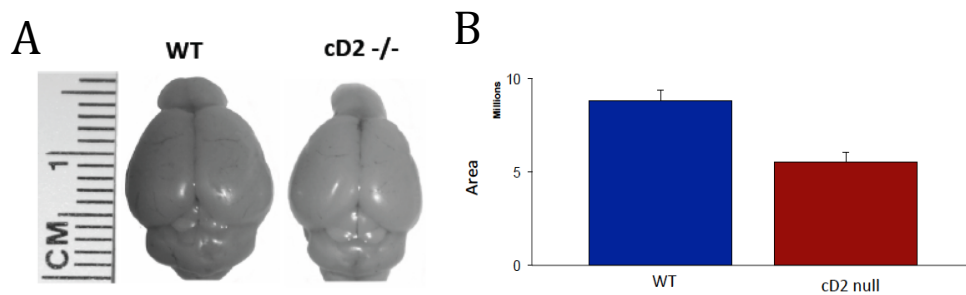 A
WT
cD2 -/-
1
CM
B
10
Millions
5
Area
0
WT
cD2 null